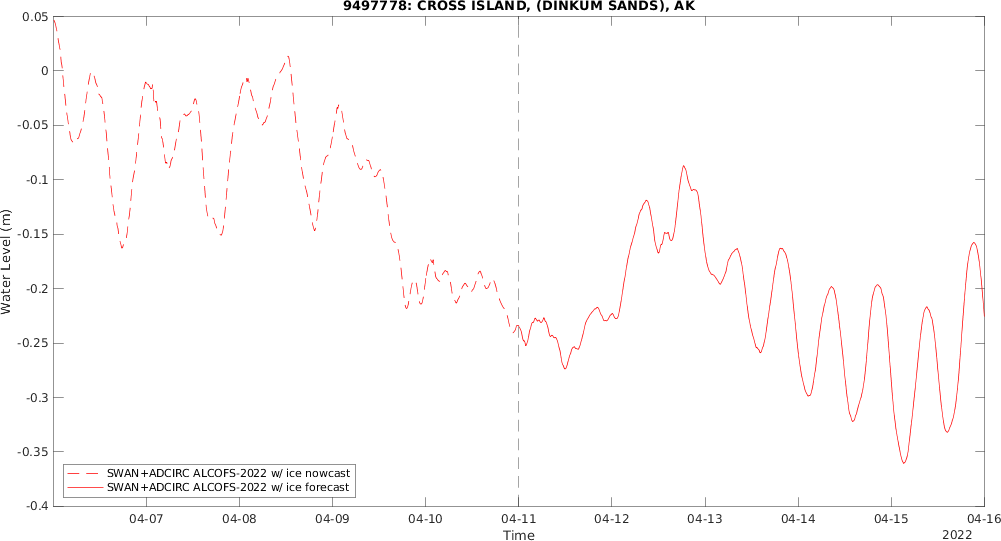 9497778: CROSS ISLAND, (DINKUM SANDS), AK
0.05
0
-0.05
-0.1
-0.15
-0.2
-0.25
-0.3
-0.35
-0.4
Water Level (m)
SWAN+ADCIRC ALCOFS-2022 w/ ice nowcast
SWAN+ADCIRC ALCOFS-2022 w/ ice forecast
04-07 04-08 04-09 04-10 04-11 04-12 04-13 04-14 04-15 04-16
Time
2022